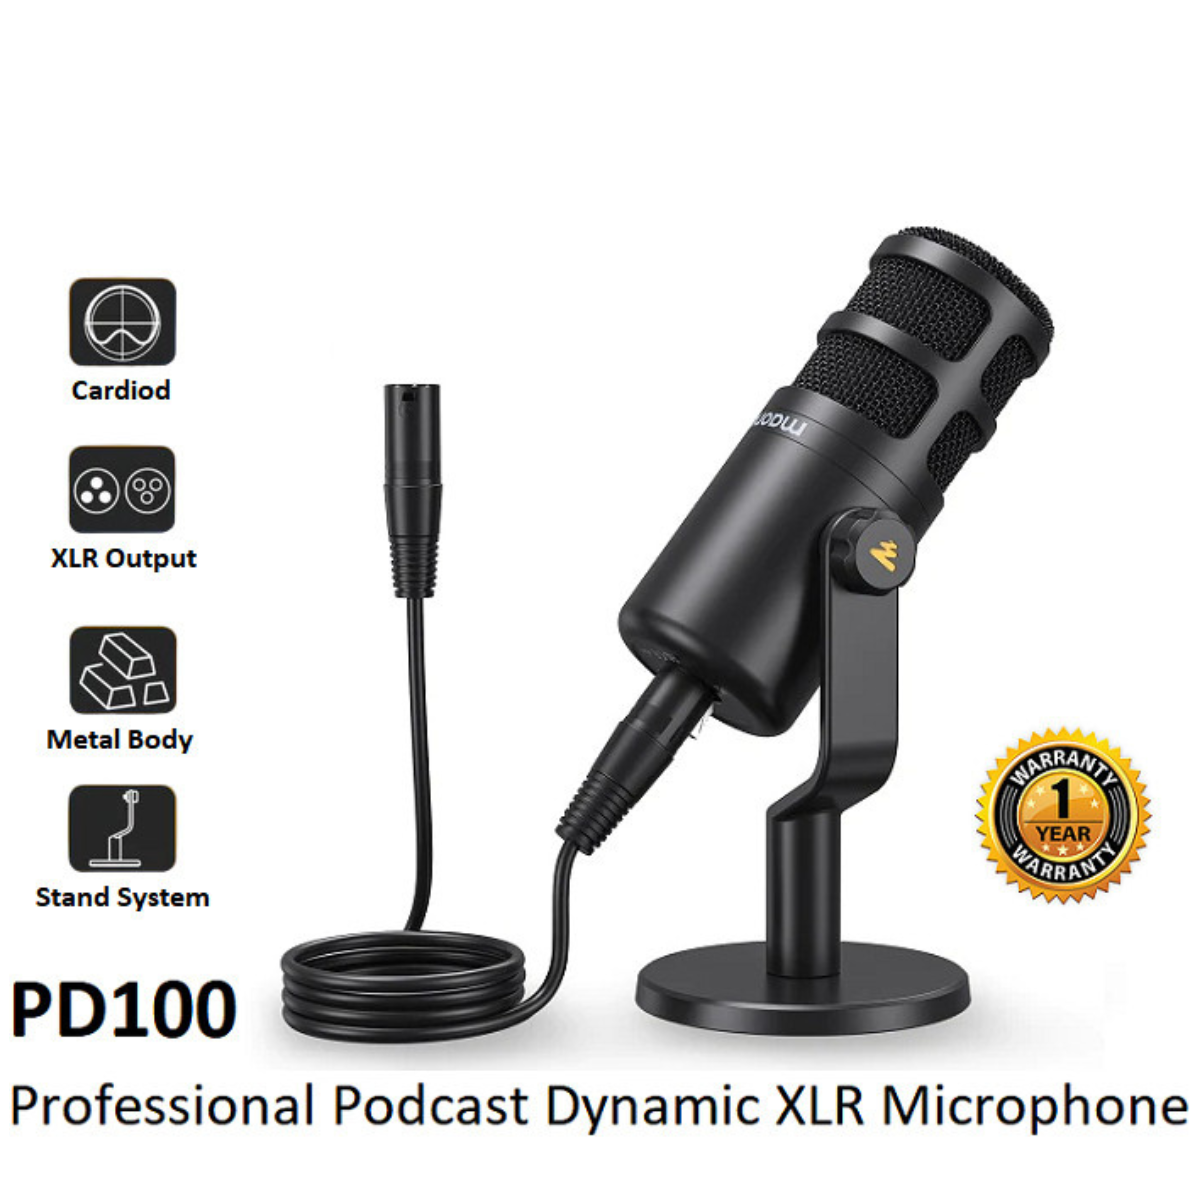 Cardiod
XLR Output
Metal Body
Stand System
WARRANTY
1
YEAR
WARRANTY
PD100
Professional Podcast Dynamic XLR Microphone